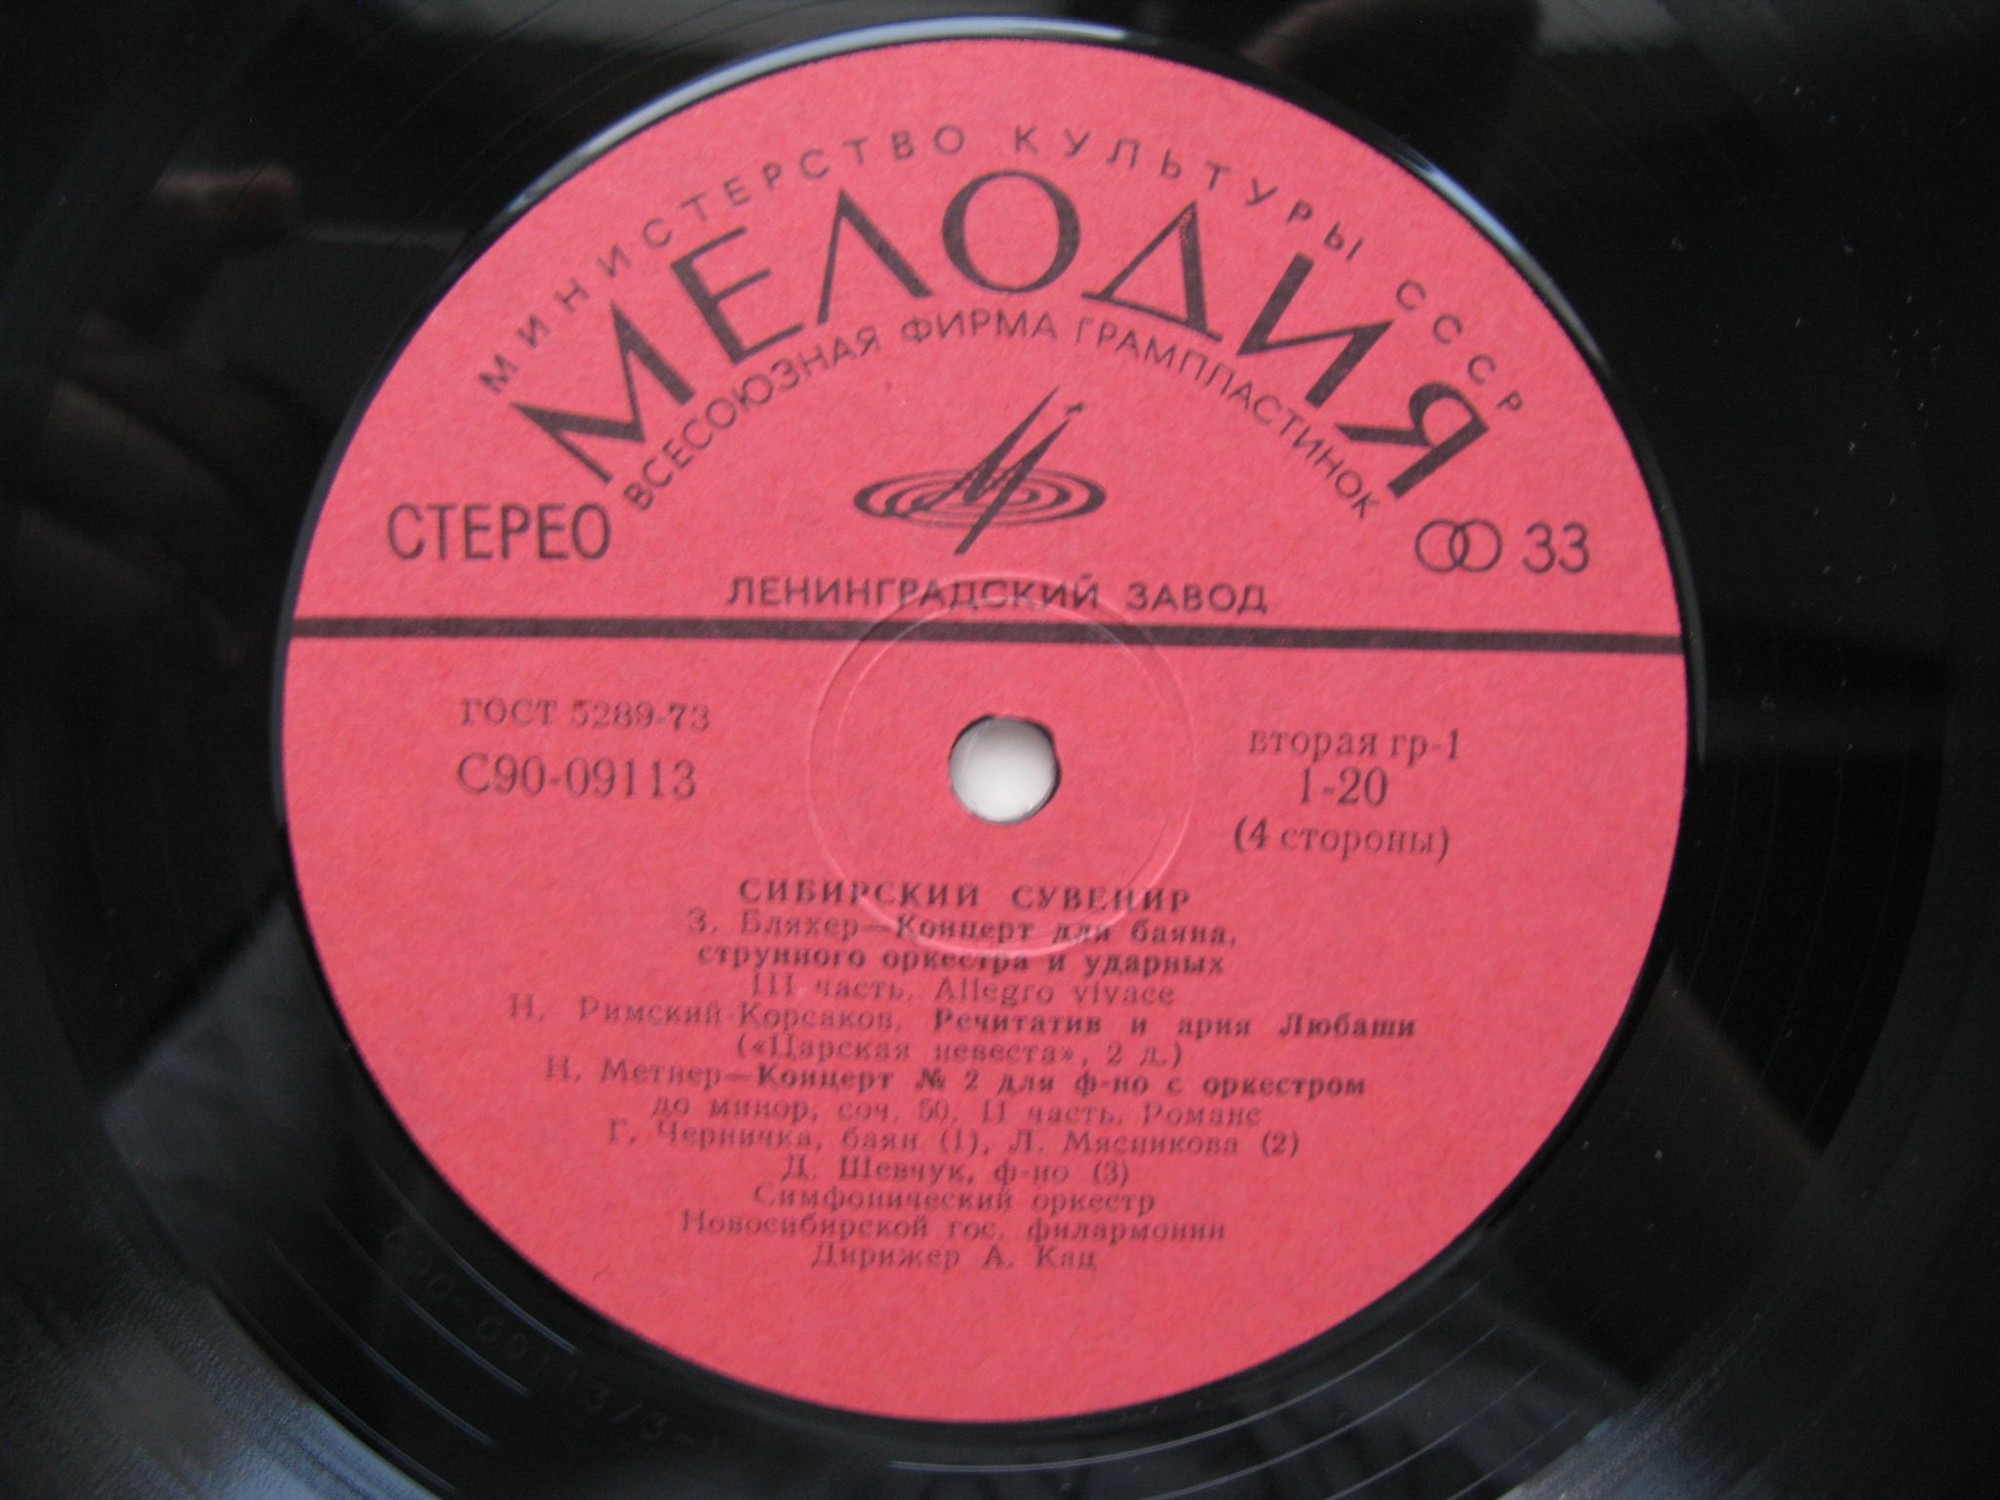 МИНИСТЕРСТВО КУЛЬТУРЫ СССР
МЕЛОДИЯ
ВСЕСОЮЗНАЯ ФИРМА ГРАМПЛАСТИНОК
СТЕРЕО
33
ЛЕНИНГРАДСКИЙ ЗАВОД
ГОСТ 5289-73
вторая гр-1
С90-09113
1-20
(4 стороны)
СИБИРСКИЙ СУВЕНИР
З. Бляхер—Концерт для баяна,
струнного оркестра и ударных
III часть. Allegro vivace
Н. Римский-Корсаков. Речитатив и ария Любаши
(«Царская невеста», 2 д.)
Н. Метнер—Концерт № 2 для ф-но с оркестром
до минор, соч. 50. II часть. Романс
Г. Черничка, баян (1), Л. Мясникова (2)
Д. Шевчук, ф-но (3)
Симфонический оркестр
Новосибирской гос. филармонии
Дирижер А. Кац